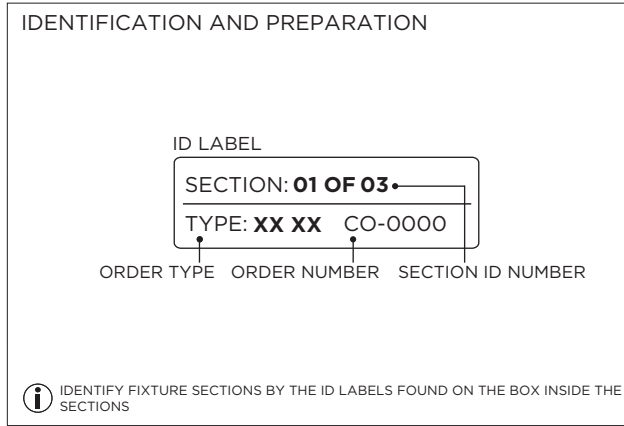 IDENTIFICATION AND PREPARATION
ID LABEL
SECTION: 01 OF 03
TYPE: XX XX CO-0000
ORDER TYPE ORDER NUMBER SECTION ID NUMBER
IDENTIFY FIXTURE SECTIONS BY THE ID LABELS FOUND ON THE BOX INSIDE THE
SECTIONS